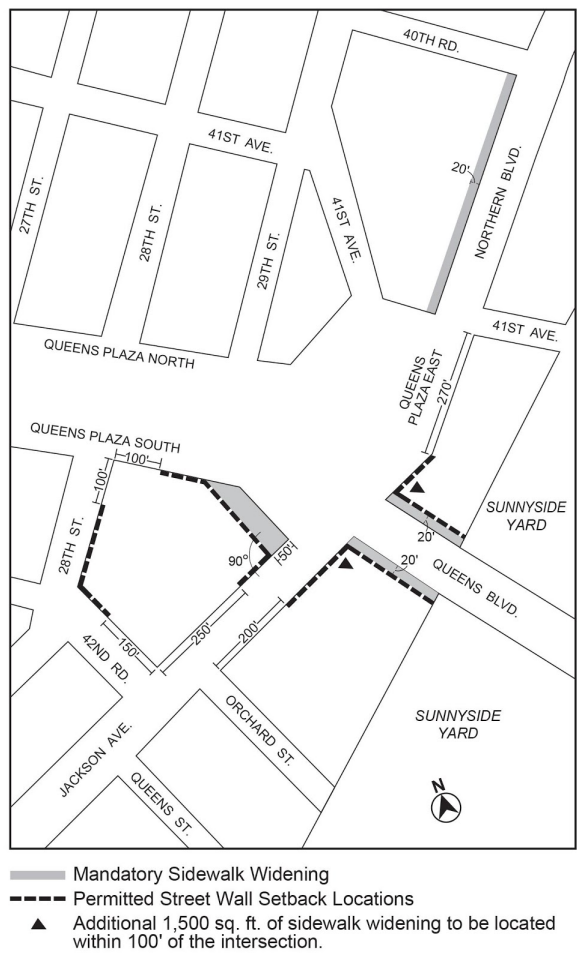 40TH RD.
41ST AVE.
20'
NORTHERN BLVD.
27TH ST.
28TH ST.
29TH ST.
41ST AVE.
41ST AVE.
QUEENS PLAZA NORTH
QUEENS
PLAZA EAST
270'
QUEENS PLAZA SOUTH
100'
100'
SUNNYSIDE
YARD
28TH ST.
90°
50'
20'
20'
QUEENS BLVD.
150'
250'
200'
42ND RD.
ORCHARD ST.
SUNNYSIDE
YARD
JACKSON AVE.
QUEENS ST.
N
Mandatory Sidewalk Widening
Permitted Street Wall Setback Locations
Additional 1,500 sq. ft. of sidewalk widening to be located
within 100' of the intersection.